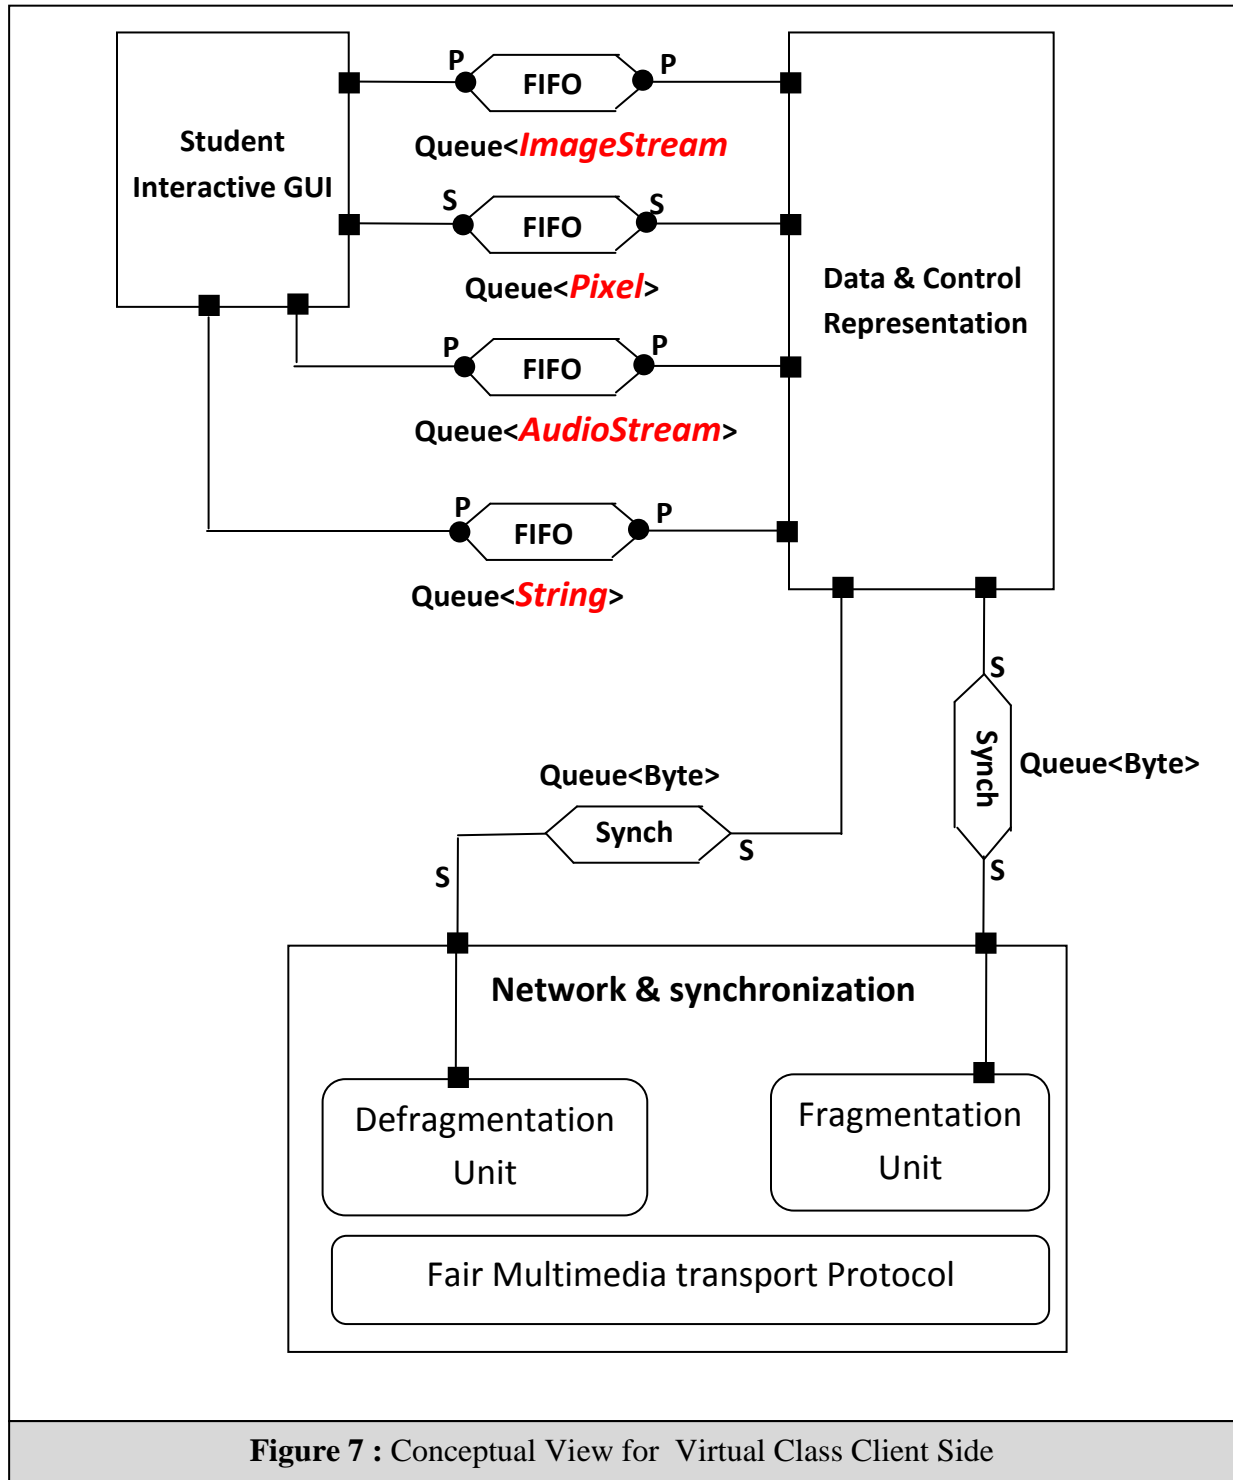 Student
Interactive GUI
P
FIFO
P
Queue<ImageStream
S
FIFO
S
Queue<Pixel>
P
FIFO
P
Queue<AudioStream>
P
FIFO
P
Queue<String>
Data & Control
Representation
S
Synch
Queue<Byte>
S
Queue<Byte>
Synch
S
S
Network & synchronization
Defragmentation
Unit
Fragmentation
Unit
Fair Multimedia transport Protocol
Figure 7 : Conceptual View for Virtual Class Client Side